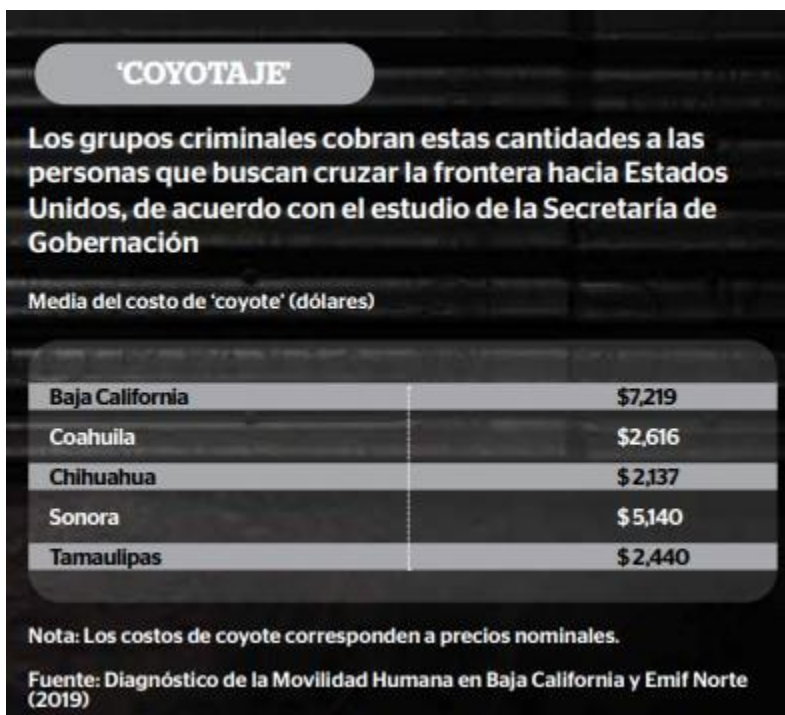 ‘COYOTAJE’
Los grupos criminales cobran estas cantidades a las
personas que buscan cruzar la frontera hacia Estados
Unidos, de acuerdo con el estudio de la Secretaría de
Gobernación
Media del costo de ‘coyote’ (dólares)
Baja California $7,219
Coahuila $2,616
Chihuahua $2,137
Sonora $5,140
Tamaulipas $2,440
Nota: Los costos de coyote corresponden a precios nominales.
Fuente: Diagnóstico de la Movilidad Humana en Baja California y Emif Norte
(2019)